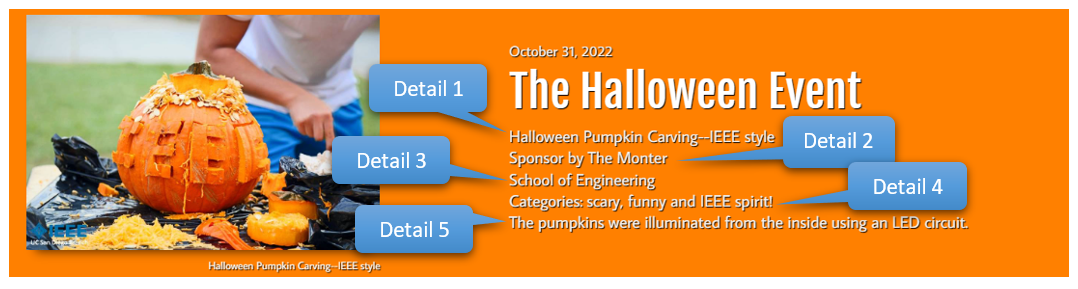 October 31, 2022
The Halloween Event
Detail 1
Halloween Pumpkin Carving--IEEE style
Detail 2
Sponsor by The Monter
Detail 3
School of Engineering
Detail 4
Categories: scary, funny and IEEE spirit!
Detail 5
The pumpkins were illuminated from the inside using an LED circuit.
IEEE
UC San Diego
Halloween Pumpkin Carving--IEEE style